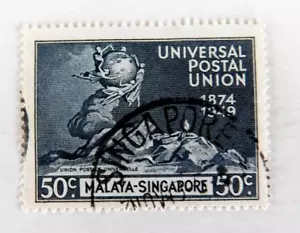 UNIVERSAL
POSTAL
UNION
1874
1949
UNION POSTALE UNIVERSELLE
SINGAPORE
50c MALAYA-SINGAPORE 50c